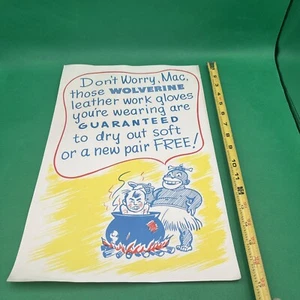 Don't Worry, Mac,
those WOLVERINE
leather work gloves
you're wearing are
GUARANTEED
to dry out soft
or a new pair FREE!